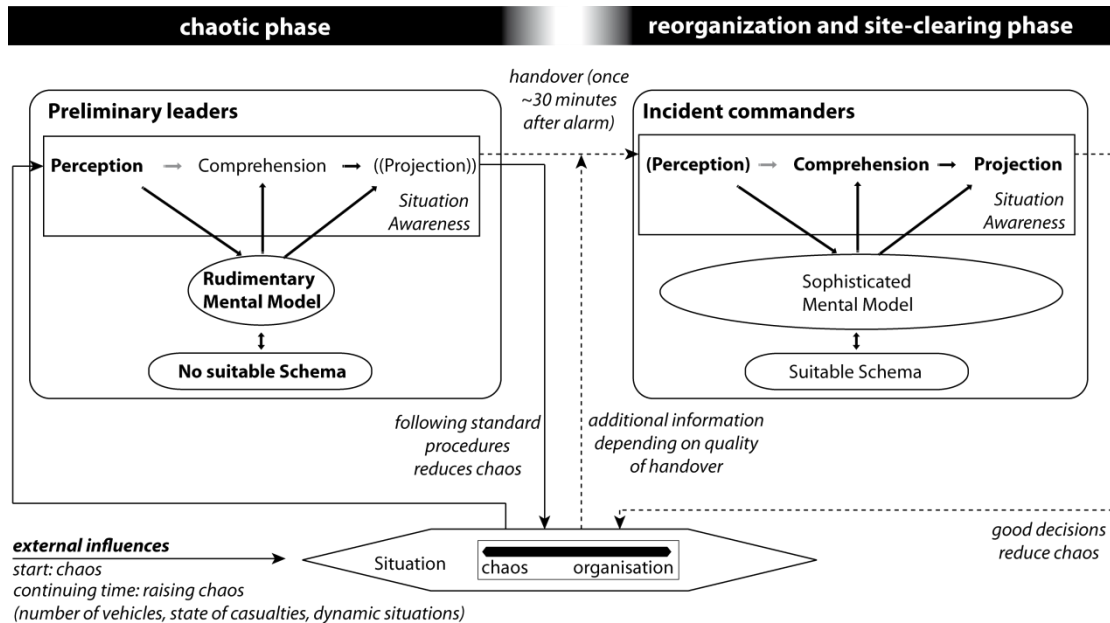 chaotic phase
reorganization and site-clearing phase
handover (once
~30 minutes
after alarm)
Preliminary leaders
Perception
Comprehension
((Projection))
Situation
Awareness
Rudimentary
Mental Model
No suitable Schema
Incident commanders
(Perception)
Comprehension
Projection
Situation
Awareness
Sophisticated
Mental Model
Suitable Schema
following standard
procedures
reduces chaos
additional information
depending on quality
of handover
good decisions
reduce chaos
external influences
start: chaos
continuing time: raising chaos
(number of vehicles, state of casualties, dynamic situations)
Situation
chaos
organisation